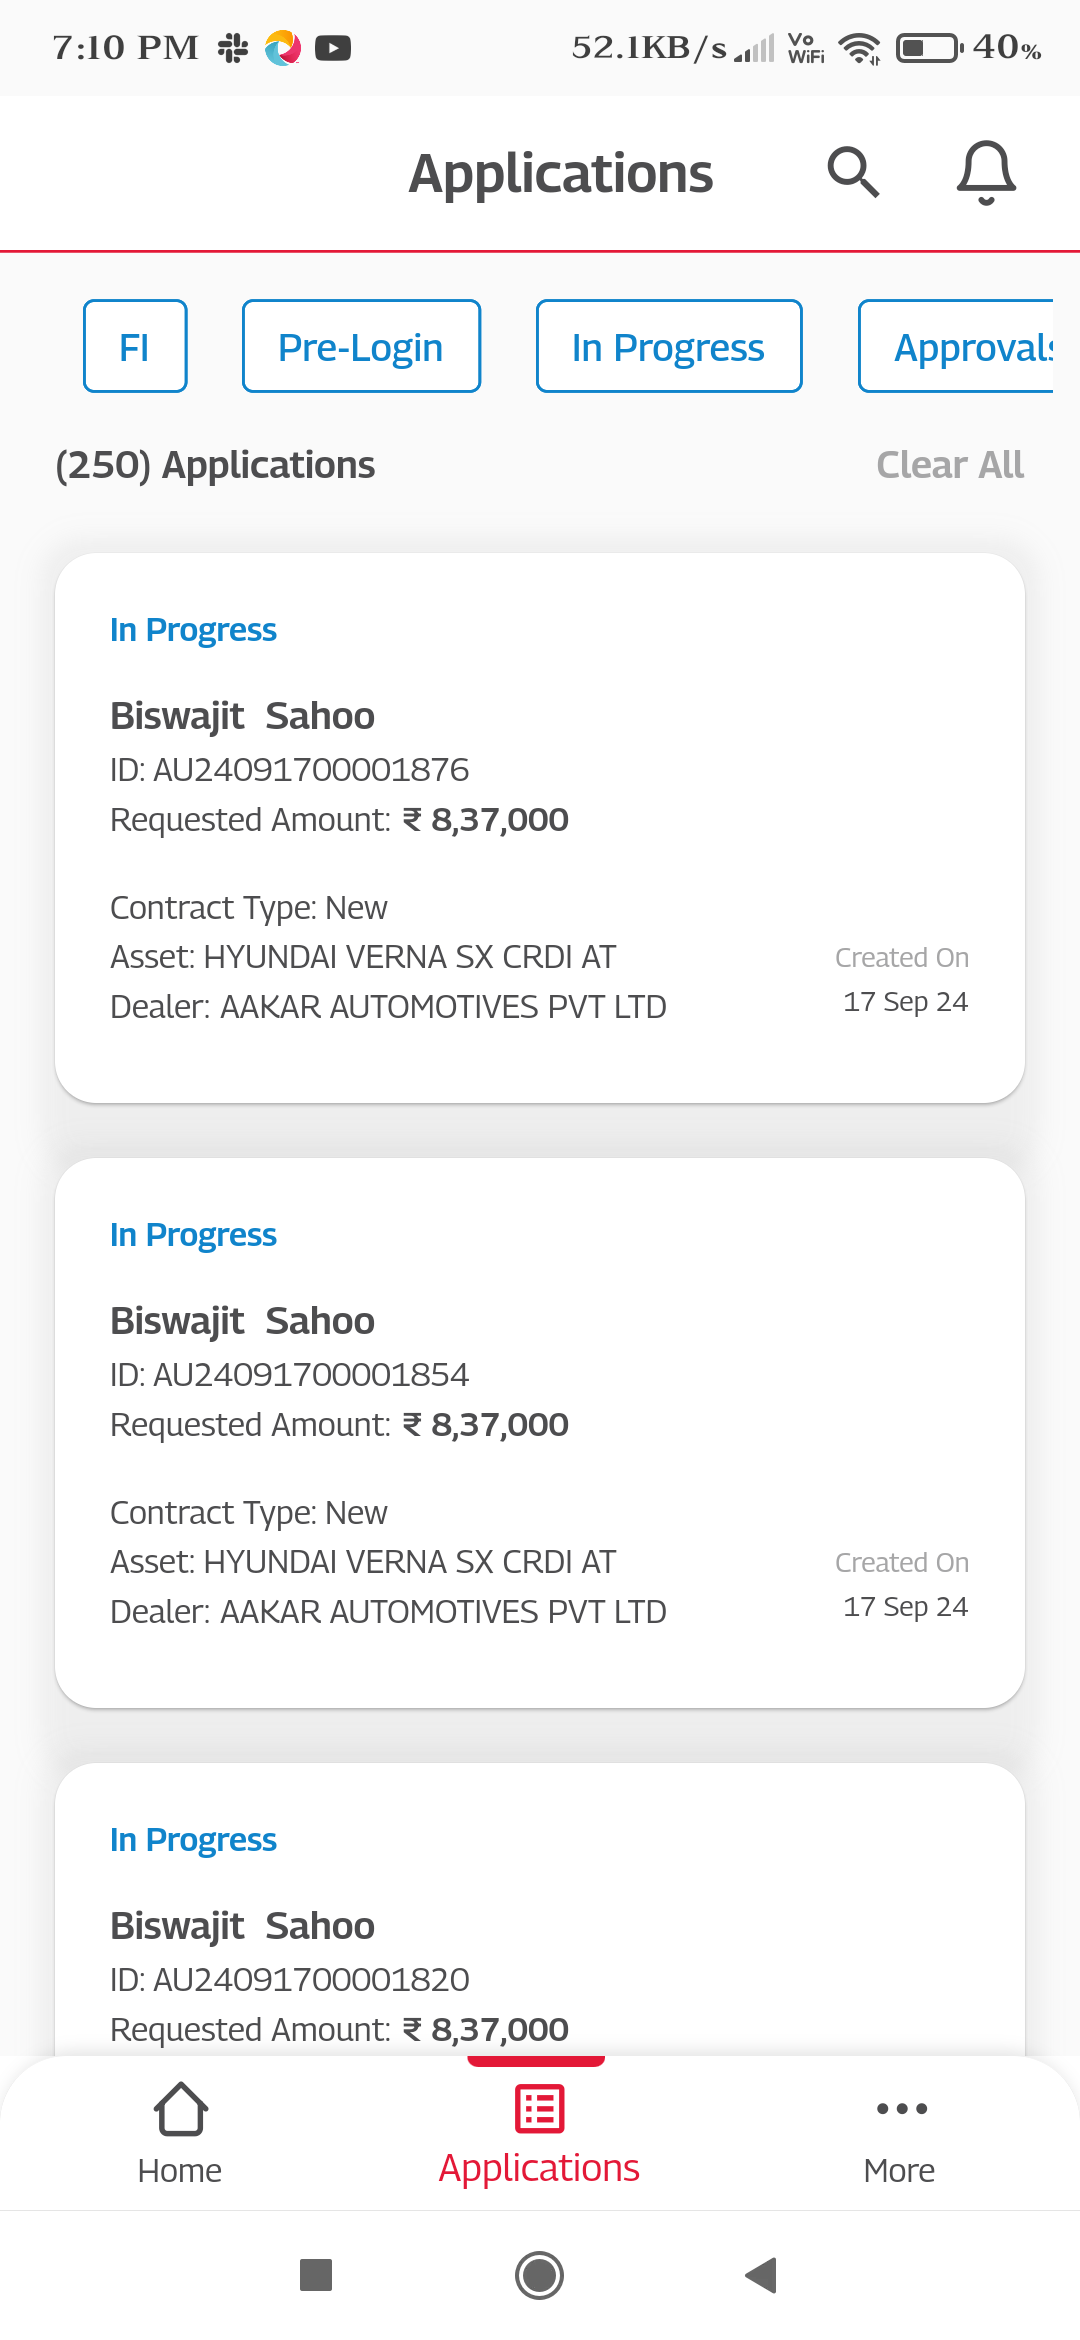 7:10 PM 52.1KB/s Vo WiFi 40%
Applications
FI Pre-Login In Progress Approvals
(250) Applications Clear All
In Progress
Biswajit Sahoo
ID: AU24091700001876
Requested Amount: ₹ 8,37,000
Contract Type: New
Asset: HYUNDAI VERNA SX CRDI AT Created On
Dealer: AAKAR AUTOMOTIVES PVT LTD 17 Sep 24
In Progress
Biswajit Sahoo
ID: AU24091700001854
Requested Amount: ₹ 8,37,000
Contract Type: New
Asset: HYUNDAI VERNA SX CRDI AT Created On
Dealer: AAKAR AUTOMOTIVES PVT LTD 17 Sep 24
In Progress
Biswajit Sahoo
ID: AU24091700001820
Requested Amount: ₹ 8,37,000
Home Applications More